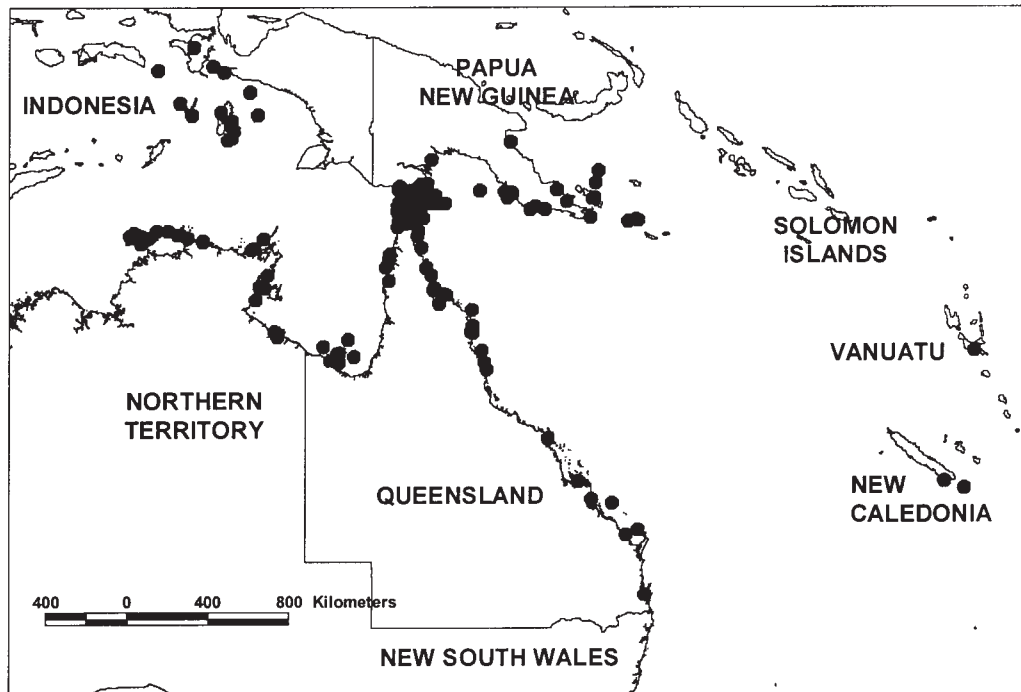 PAPUA
NEW GUINEA
INDONESIA
SOLOMON
ISLANDS
VANUATU
NORTHERN
TERRITORY
QUEENSLAND
NEW
CALEDONIA
400 0 400 800 Kilometers
NEW SOUTH WALES